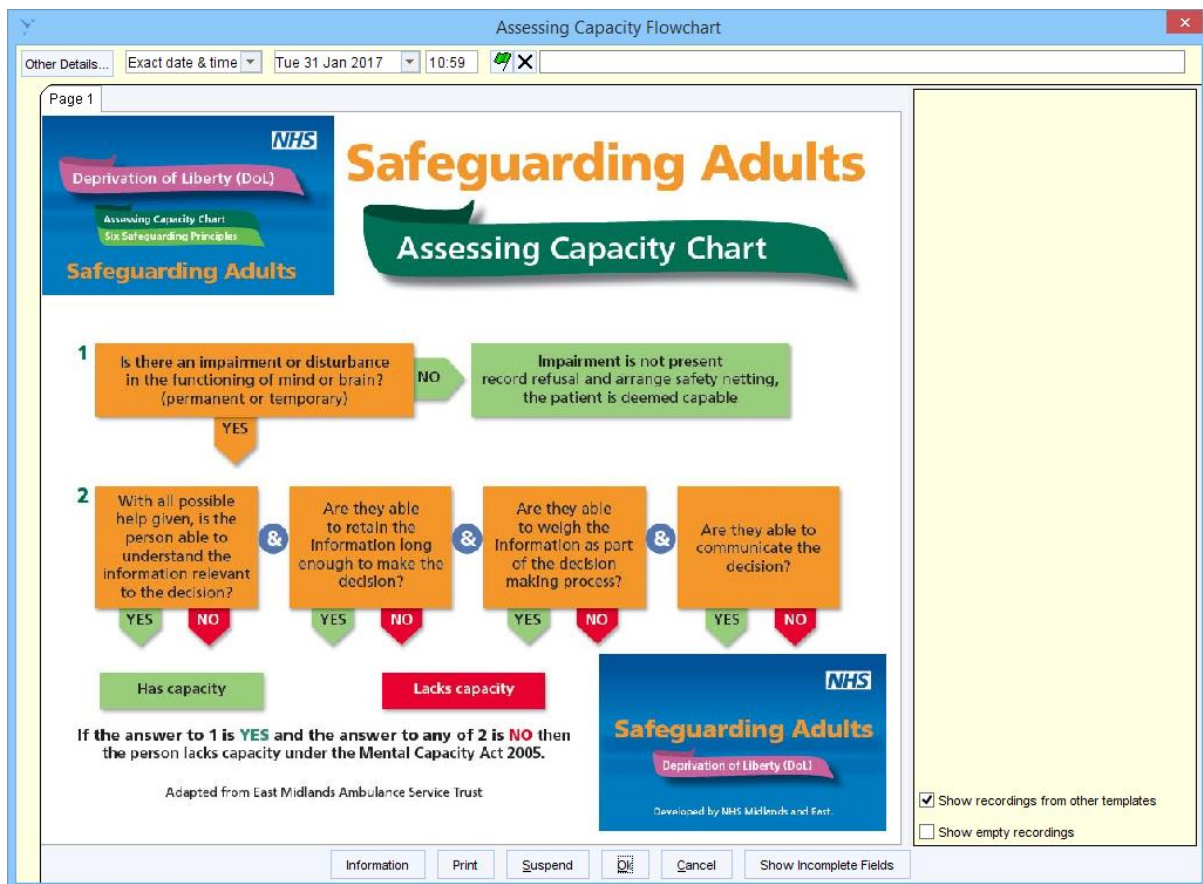 Assessing Capacity Flowchart
Other Details...
Exact date & time
Tue 31 Jan 2017
10:59
Page 1
NHS
Deprivation of Liberty (DoL)
Assessing Capacity Chart
Six Safeguarding Principles
Safeguarding Adults
Safeguarding Adults
Assessing Capacity Chart
1
Is there an impairment or disturbance
in the functioning of mind or brain?
(permanent or temporary)
NO
Impairment is not present
record refusal and arrange safety netting,
the patient is deemed capable
YES
2
With all possible
help given, is the
person able to
understand the
information relevant
to the decision?
&
Are they able
to retain the
information long
enough to make the
decision?
&
Are they able
to weigh the
information as part
of the decision
making process?
&
Are they able to
communicate the
decision?
YES NO
YES NO
YES NO
YES NO
Has capacity
Lacks capacity
If the answer to 1 is YES and the answer to any of 2 is NO then
the person lacks capacity under the Mental Capacity Act 2005.
Adapted from East Midlands Ambulance Service Trust
NHS
Safeguarding Adults
Deprivation of Liberty (DoL)
Developed by NHS Midlands and East.
Show recordings from other templates
Show empty recordings
Information
Print
Suspend
Ok
Cancel
Show Incomplete Fields